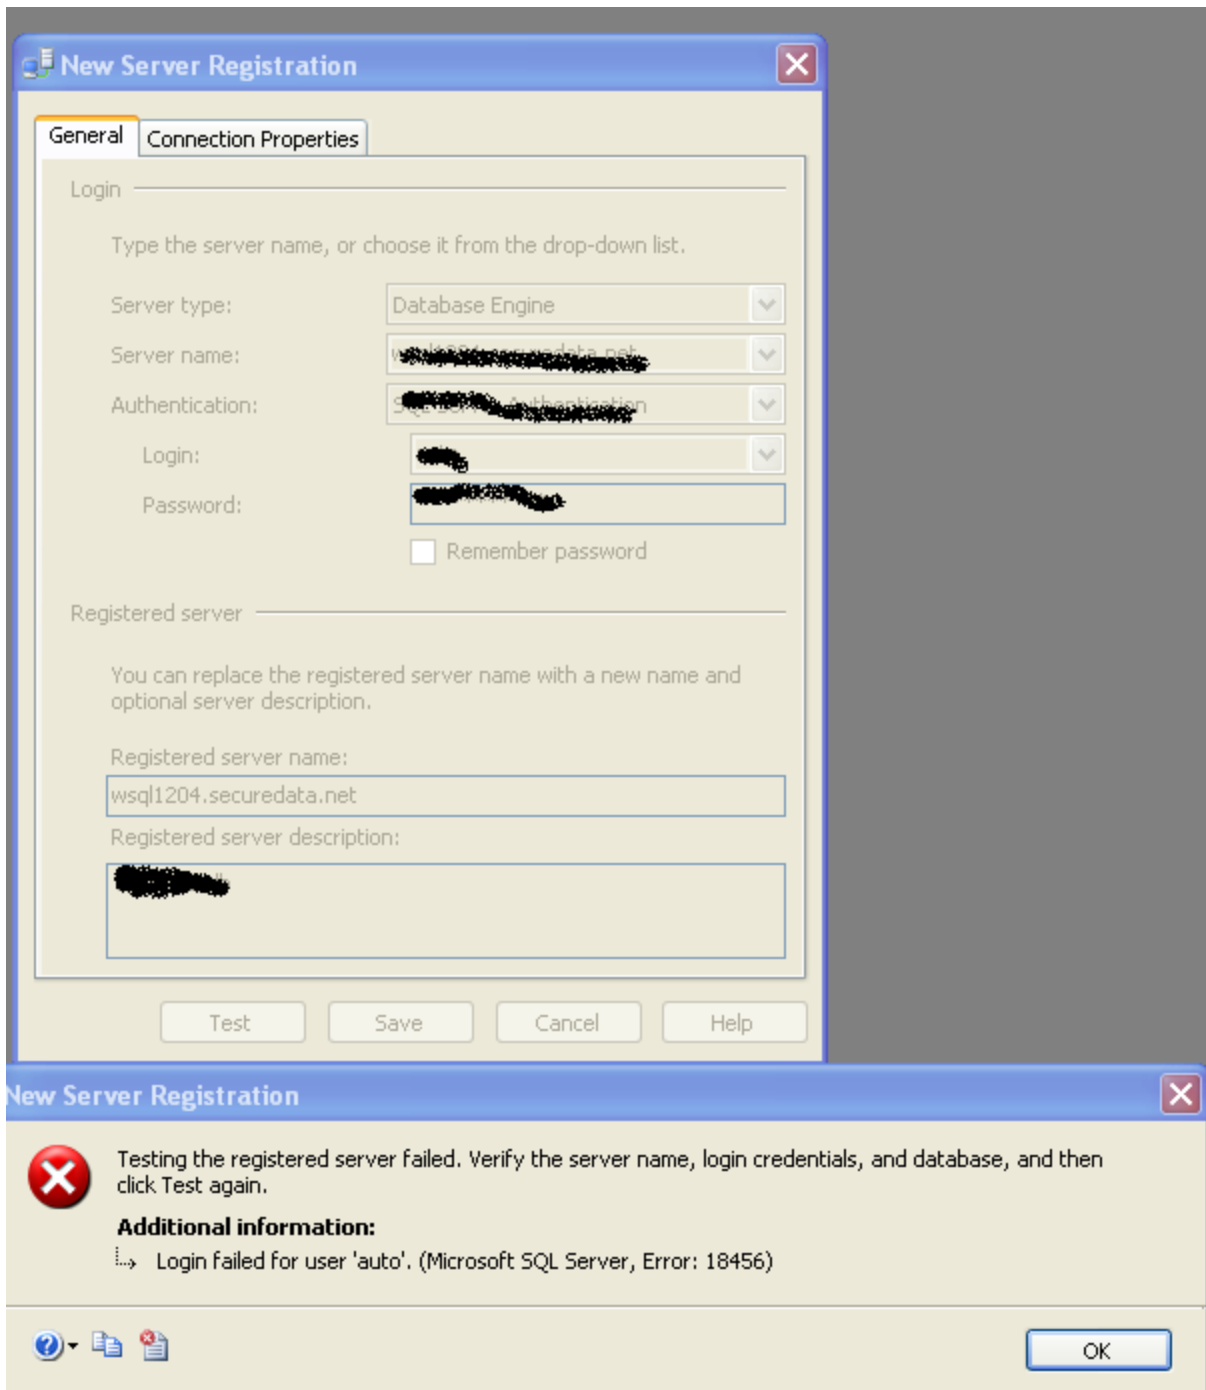 New Server Registration
General
Connection Properties
Login
Type the server name, or choose it from the drop-down list.
Server type:
Database Engine
Server name:
Authentication:
Login:
Password:
Remember password
Registered server
You can replace the registered server name with a new name and
optional server description.
Registered server name:
wsql1204.securedata.net
Registered server description:
Test
Save
Cancel
Help
New Server Registration
Testing the registered server failed. Verify the server name, login credentials, and database, and then
click Test again.
Additional information:
Login failed for user 'auto'. (Microsoft SQL Server, Error: 18456)
OK